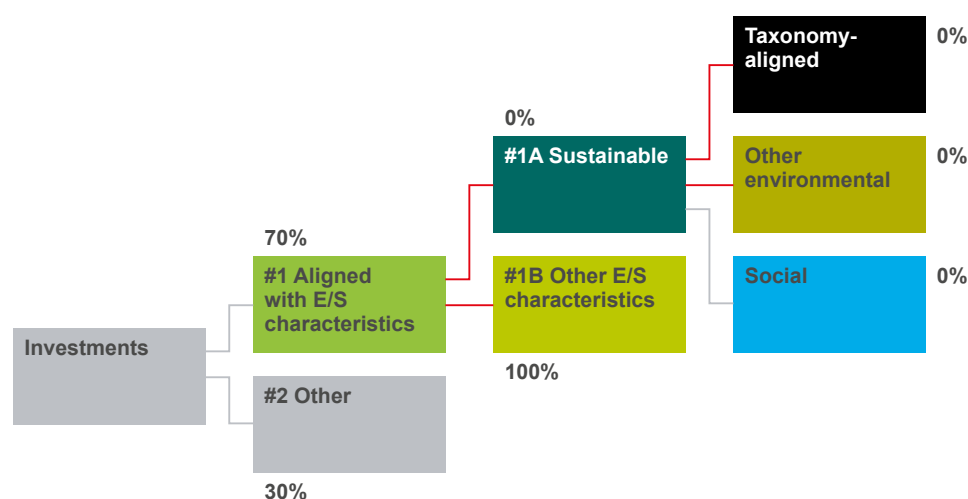 Taxonomy-
aligned
0%
0%
#1A Sustainable
Other
environmental
0%
70%
#1 Aligned
with E/S
characteristics
#1B Other E/S
characteristics
Social
0%
Investments
100%
#2 Other
30%